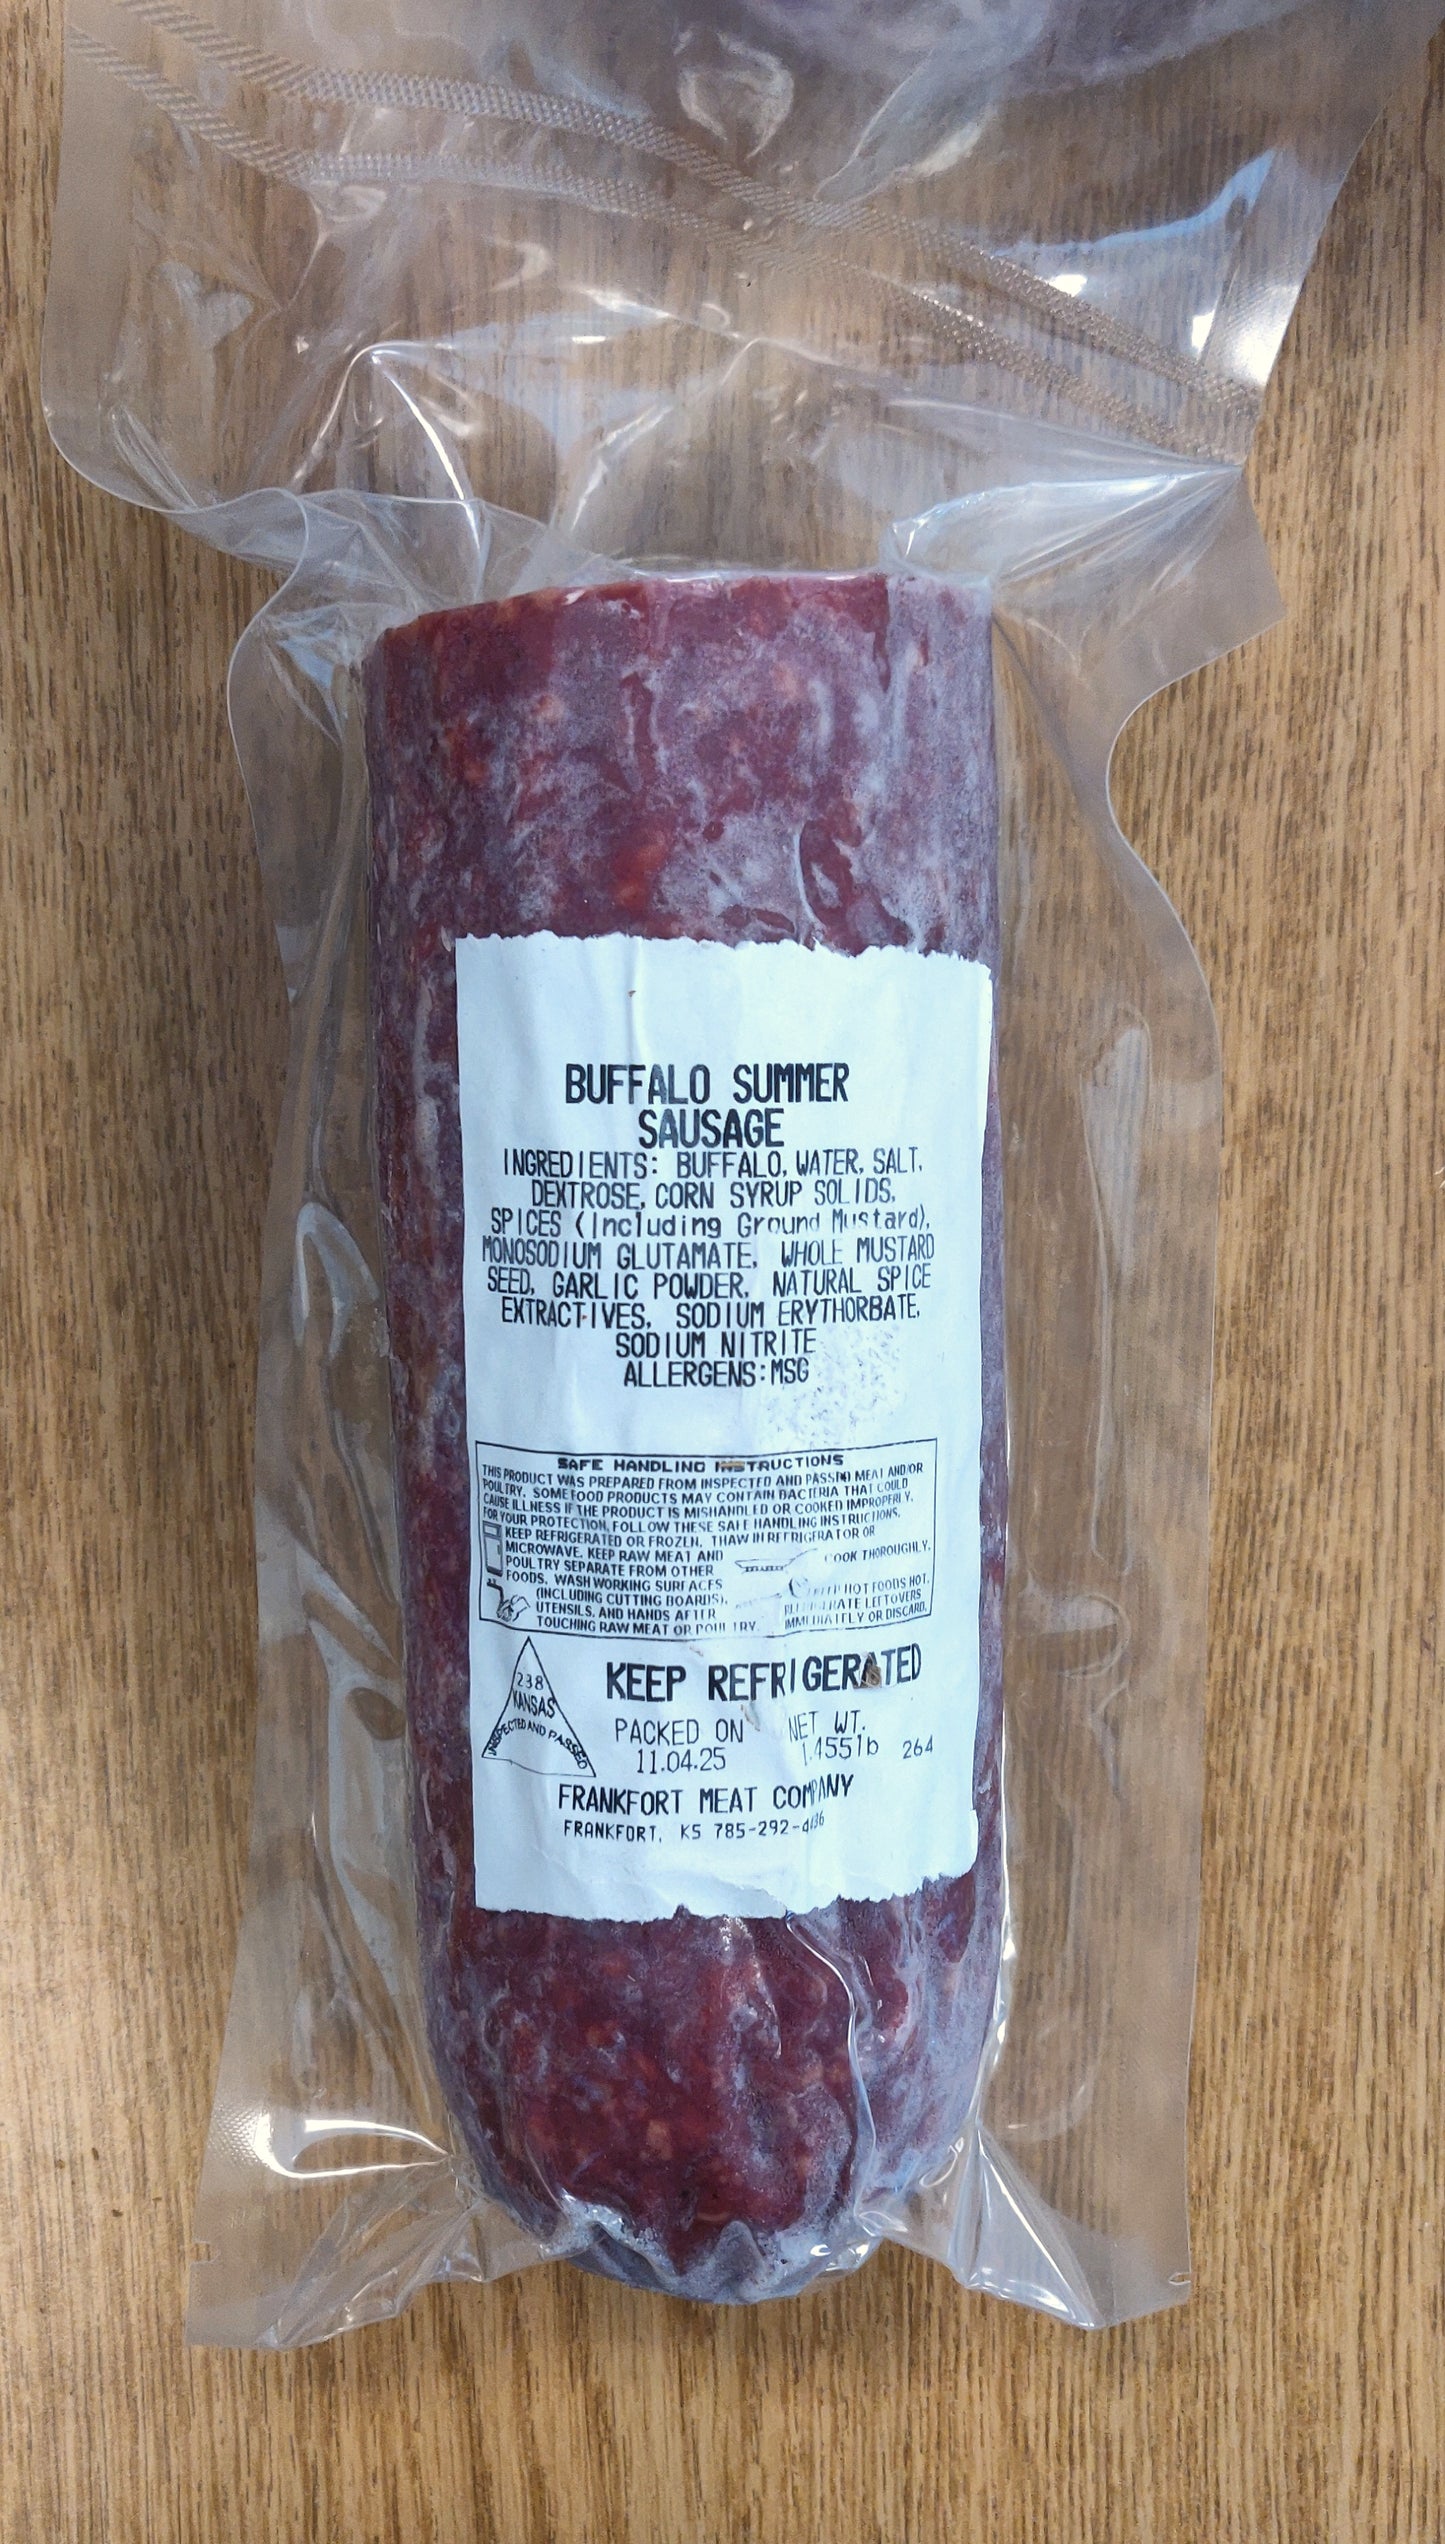 BUFFALO SUMMER
SAUSAGE
INGREDIENTS: BUFFALO, WATER, SALT,
DEXTROSE, CORN SYRUP SOLIDS,
SPICES (Including Ground Mustard),
MONOSODIUM GLUTAMATE, WHOLE MUSTARD
SEED, GARLIC POWDER, NATURAL SPICE
EXTRACTIVES, SODIUM ERYTHORBATE,
SODIUM NITRITE
ALLERGENS:MSG
SAFE HANDLING INSTRUCTIONS
THIS PRODUCT WAS PREPARED FROM INSPECTED AND PASSED MEAT AND/OR
POULTRY. SOME FOOD PRODUCTS MAY CONTAIN BACTERIA THAT COULD
CAUSE ILLNESS IF THE PRODUCT IS MISHANDLED OR COOKED IMPROPERLY.
FOR YOUR PROTECTION, FOLLOW THESE SAFE HANDLING INSTRUCTIONS.
KEEP REFRIGERATED OR FROZEN. THAW IN REFRIGERATOR OR
MICROWAVE. KEEP RAW MEAT AND
POULTRY SEPARATE FROM OTHER
FOODS. WASH WORKING SURFACES
(INCLUDING CUTTING BOARDS),
UTENSILS, AND HANDS AFTER
TOUCHING RAW MEAT OR POULTRY.
COOK THOROUGHLY.
KEEP HOT FOODS HOT.
REFRIGERATE LEFTOVERS
IMMEDIATELY OR DISCARD.
238
KANSAS
INSPECTED AND PASSED
KEEP REFRIGERATED
PACKED ON
11.04.25
NET WT.
1.455lb
264
FRANKFORT MEAT COMPANY
FRANKFORT, KS 785-292-